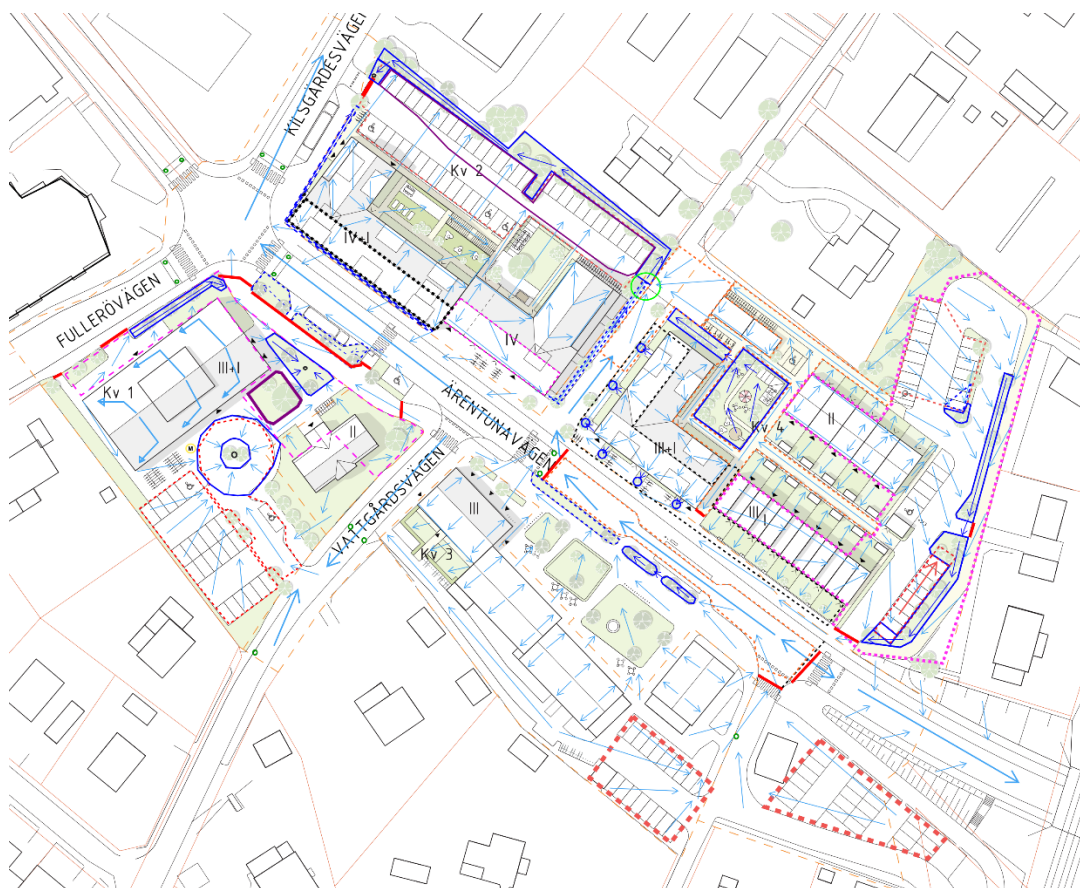 KILSGÄRDESVÄGEN
Kv 2
IV+I
FULLERÖVÄGEN
IV
Kv 1
III+I
II
II
Kv 4
ÄRENTUNAVÄGEN
III+I
M
VATTGÅRDSVÄGEN
III
III
Kv 3